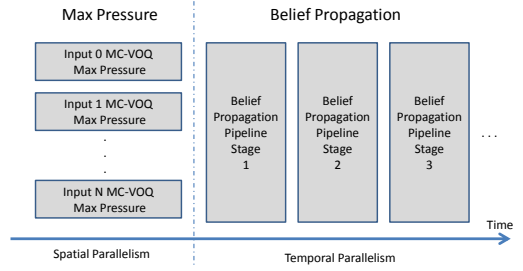 Max Pressure
Belief Propagation
Input 0 MC-VOQ
Max Pressure
Input 1 MC-VOQ
Max Pressure
.
.
.
Input N MC-VOQ
Max Pressure
Belief
Propagation
Pipeline
Stage
1
Belief
Propagation
Pipeline
Stage
2
Belief
Propagation
Pipeline
Stage
3
. . .
Time
Spatial Parallelism
Temporal Parallelism